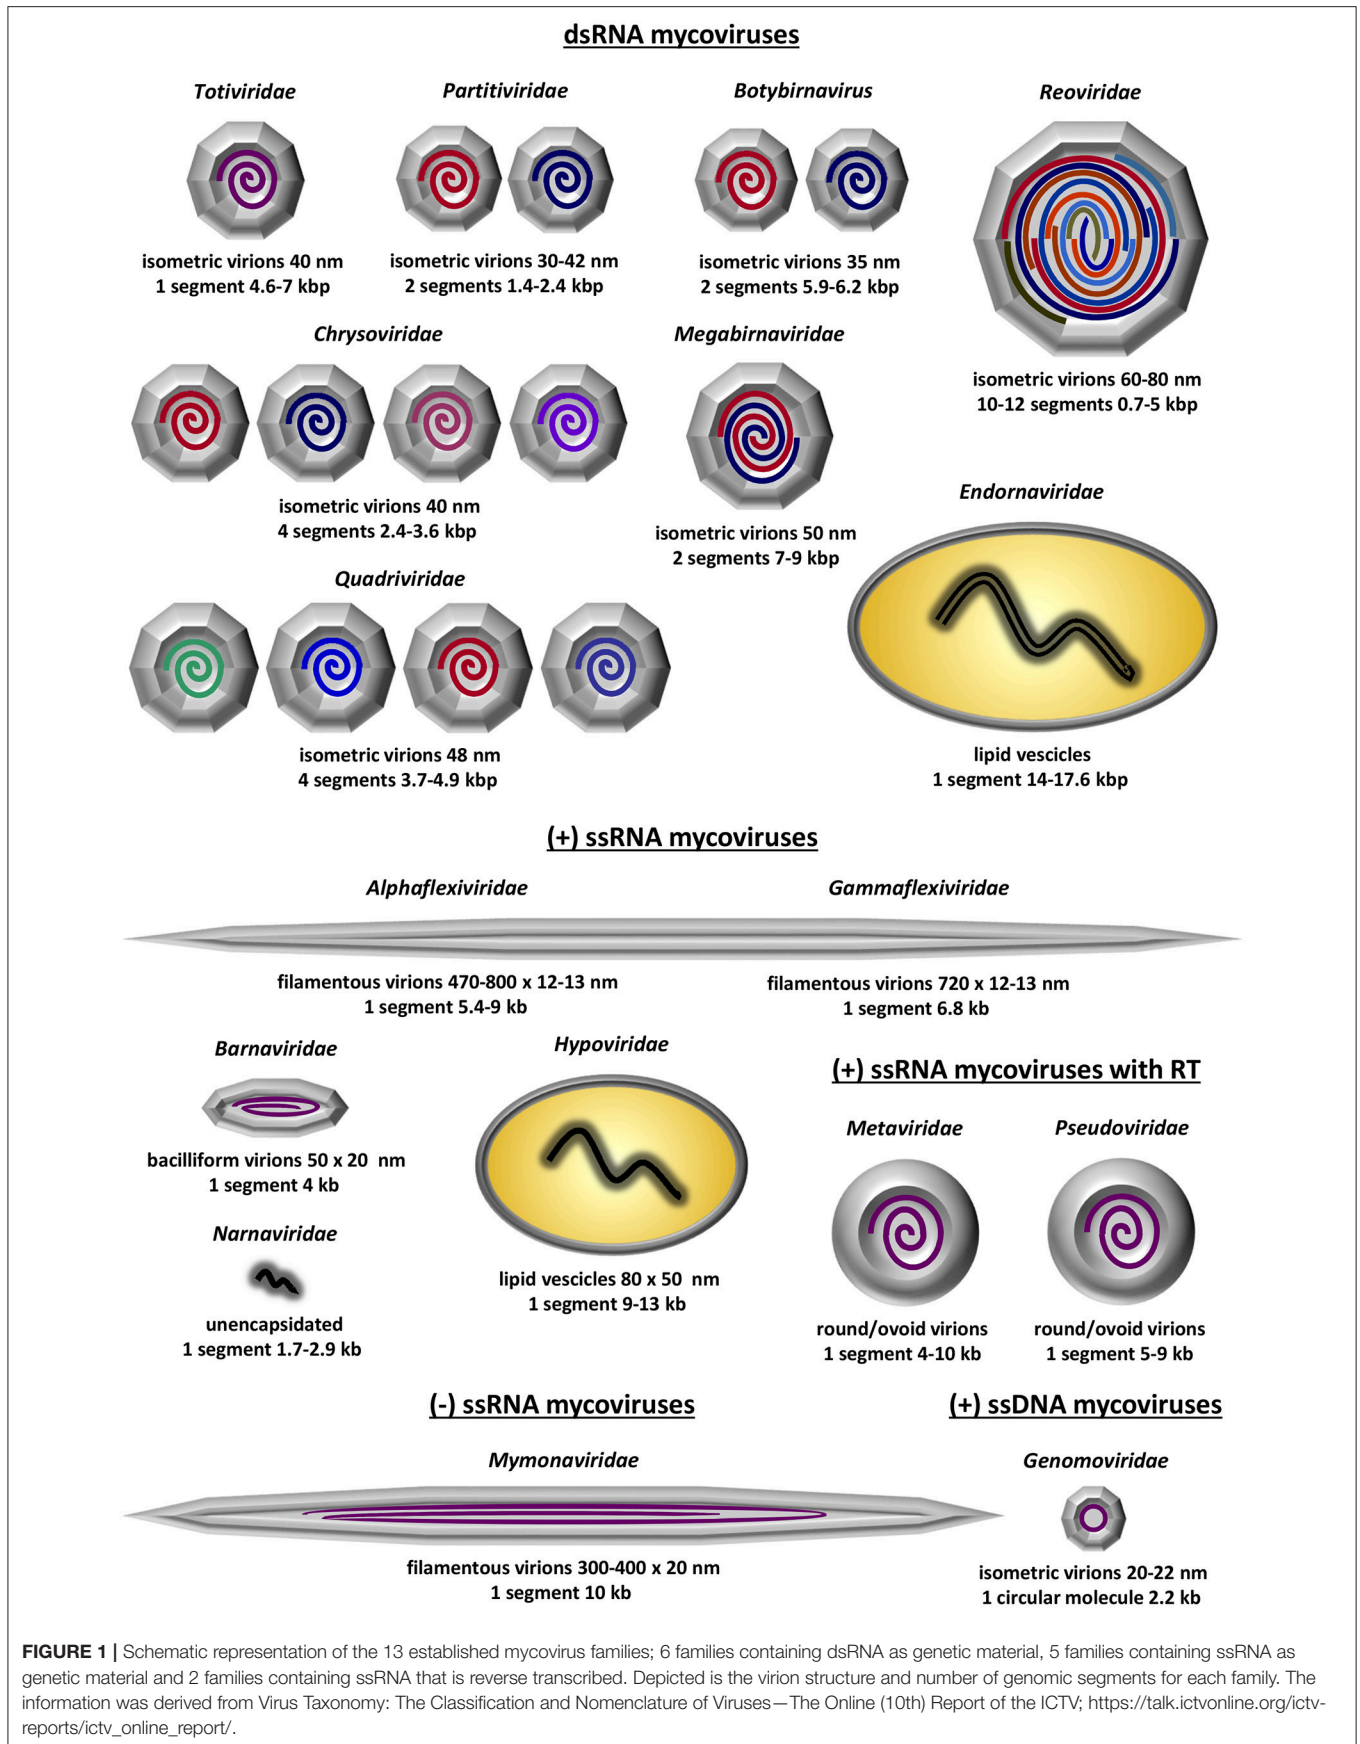 dsRNA mycoviruses
Totiviridae
isometric virions 40 nm
1 segment 4.6-7 kbp
Partitiviridae
isometric virions 30-42 nm
2 segments 1.4-2.4 kbp
Botybirnavirus
isometric virions 35 nm
2 segments 5.9-6.2 kbp
Reoviridae
isometric virions 60-80 nm
10-12 segments 0.7-5 kbp
Chrysoviridae
isometric virions 40 nm
4 segments 2.4-3.6 kbp
Megabirnaviridae
isometric virions 50 nm
2 segments 7-9 kbp
Endornaviridae
lipid vescicles
1 segment 14-17.6 kbp
Quadriviridae
isometric virions 48 nm
4 segments 3.7-4.9 kbp
(+) ssRNA mycoviruses
Alphaflexiviridae
filamentous virions 470-800 x 12-13 nm
1 segment 5.4-9 kb
Gammaflexiviridae
filamentous virions 720 x 12-13 nm
1 segment 6.8 kb
Barnaviridae
bacilliform virions 50 x 20 nm
1 segment 4 kb
Hypoviridae
lipid vescicles 80 x 50 nm
1 segment 9-13 kb
Narnaviridae
unencapsidated
1 segment 1.7-2.9 kb
(+) ssRNA mycoviruses with RT
Metaviridae
round/ovoid virions
1 segment 4-10 kb
Pseudoviridae
round/ovoid virions
1 segment 5-9 kb
(-) ssRNA mycoviruses
Mymonaviridae
filamentous virions 300-400 x 20 nm
1 segment 10 kb
(+) ssDNA mycoviruses
Genomoviridae
isometric virions 20-22 nm
1 circular molecule 2.2 kb
FIGURE 1 | Schematic representation of the 13 established mycovirus families; 6 families containing dsRNA as genetic material, 5 families containing ssRNA as
genetic material and 2 families containing ssRNA that is reverse transcribed. Depicted is the virion structure and number of genomic segments for each family. The
information was derived from Virus Taxonomy: The Classification and Nomenclature of Viruses—The Online (10th) Report of the ICTV; https://talk.ictvonline.org/ictv-
reports/ictv_online_report/.